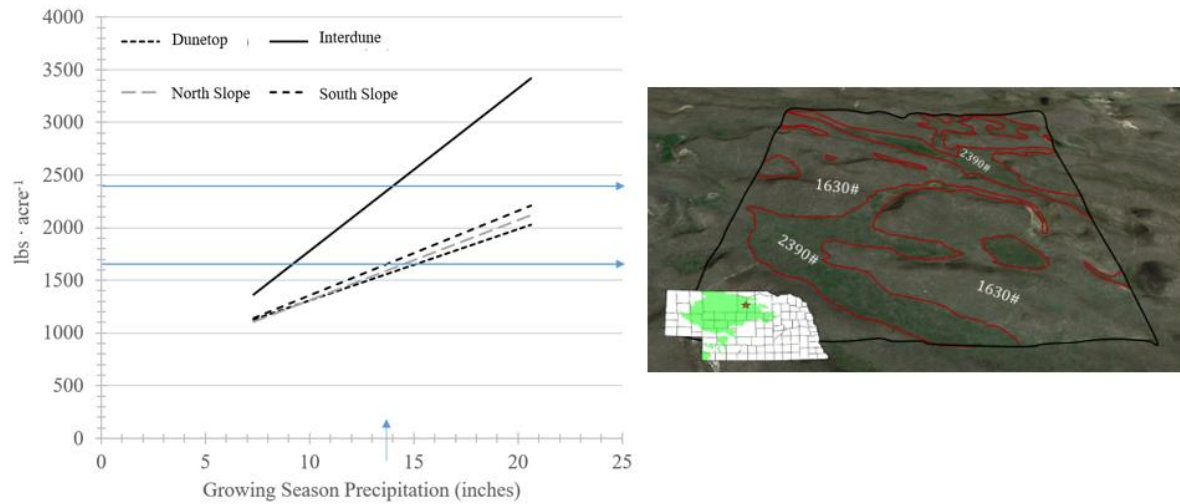 4000
Dunetop
Interdune
3500
North Slope
South Slope
3000
2500
2000
1500
1000
500
0
0 5 10 15 20 25
lbs · acre⁻¹
Growing Season Precipitation (inches)
2390#
1630#
2390#
1630#